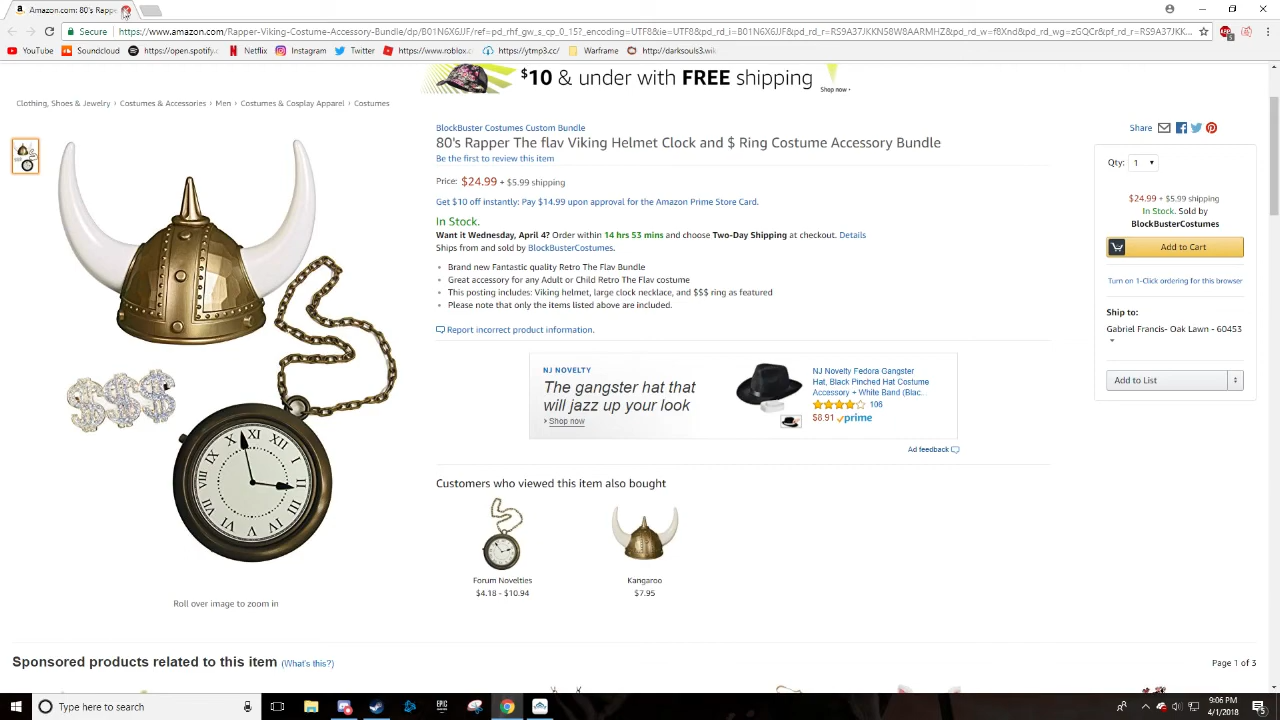 Amazon.com: 80's Rapp
Secure
https://www.amazon.com/Rapper-Viking-Costume-Accessory-Bundle/dp/B01N6X6JJF/ref=pd_rhf_gw_s_cp_0_15?_encoding=UTF8&ie=UTF8&pd_rd_i=B01N6X6JJF&pd_rd_r=RS9A37JKKN58W8AARMHZ&pd_rd_w=f8Xnd&pd_rd_wg=zGQCr&pf_rd_r=RS9A37JKK...
YouTube
https://open.spotify.
Netflix
Instagram
Twitter
https://www.roblox.c
https://ytmp3.cc/
Warframe
http://darksouls3.wik
$10 & under with FREE shipping
Shop now ›
Clothing, Shoes & Jewelry › Costumes & Accessories › Men › Costumes & Cosplay Apparel › Costumes
BlockBuster Costumes Custom Bundle
80's Rapper The flav Viking Helmet Clock and $ Ring Costume Accessory Bundle
Be the first to review this item
Price: $24.99 + $5.99 shipping
Get $10 off instantly: Pay $14.99 upon approval for the Amazon Prime Store Card.
In Stock.
Want it Wednesday, April 4? Order within 14 hrs 53 mins and choose Two-Day Shipping at checkout. Details
Ships from and sold by BlockBusterCostumes.
Brand new Fantastic quality Retro The Flav Bundle
Great accessory for any Adult or Child Retro The Flav costume
This posting includes: Viking helmet, large clock necklace, and $$$ ring as featured
Please note that only the items listed above are included.
Report incorrect product information.
NJ NOVELTY
The gangster hat that
will jazz up your look
› Shop now
NJ Novelty Fedora Gangster
Hat, Black Pinched Hat Costume
Accessory + White Band (Blac...
106
$8.91 prime
Ad feedback
Customers who viewed this item also bought
Forum Novelties
$4.18 - $10.94
Kangaroo
$7.95
Share
Qty: 1
$24.99 + $5.99 shipping
In Stock. Sold by
BlockBusterCostumes
Add to Cart
Turn on 1-Click ordering for this browser
Ship to:
Gabriel Francis- Oak Lawn - 60453
Add to List
$$$
XII
I
II
III
V
VI
VII
VIII
IX
X
XI
Roll over image to zoom in
Sponsored products related to this item (What's this?)
Page 1 of 3
Type here to search
EPIC
9:06 PM
4/1/2018